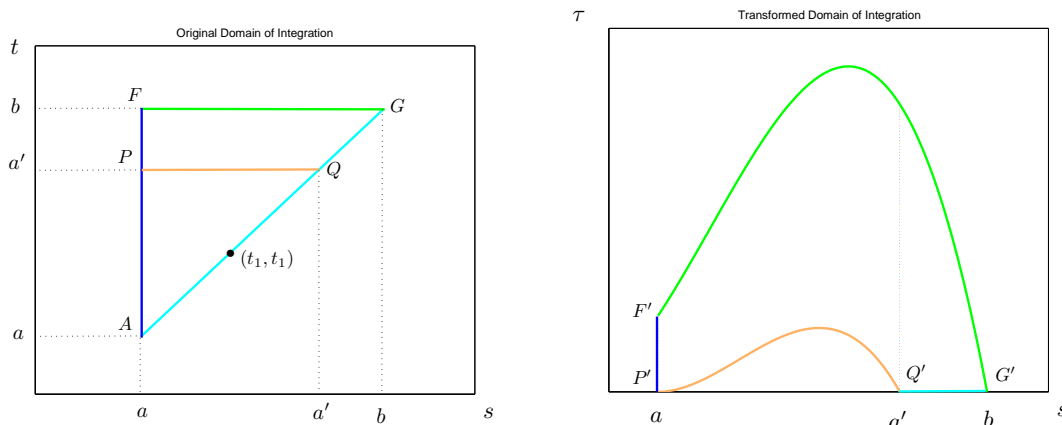 Original Domain of Integration
t
b
a′
a
F
G
P
Q
(t₁, t₁)
A
a
a′
b
s
Transformed Domain of Integration
τ
F′
P′
Q′
G′
a
a′
b
s